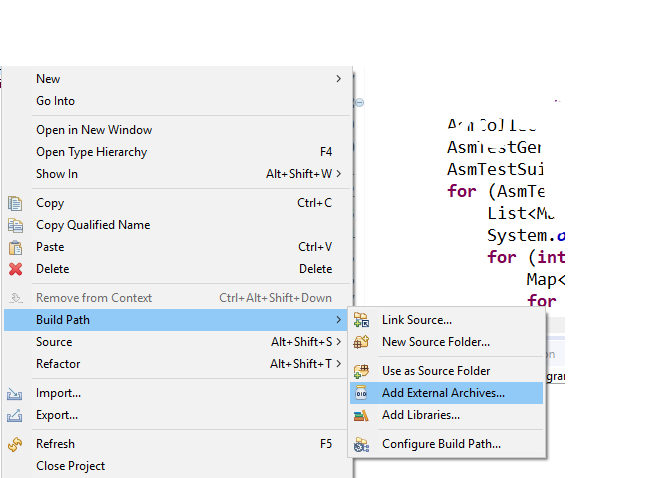 New
Go Into
Open in New Window
Open Type Hierarchy F4
Show In Alt+Shift+W
Copy Ctrl+C
Copy Qualified Name
Paste Ctrl+V
Delete Delete
Remove from Context Ctrl+Alt+Shift+Down
Build Path
Source Alt+Shift+S
Refactor Alt+Shift+T
Import...
Export...
Refresh F5
Close Project
Link Source...
New Source Folder...
Use as Source Folder
Add External Archives...
Add Libraries...
Configure Build Path...
AsmTestGen
AsmTestSui
for (AsmTe
List<Ma
System.o
for (int
Map<
for
on
gran